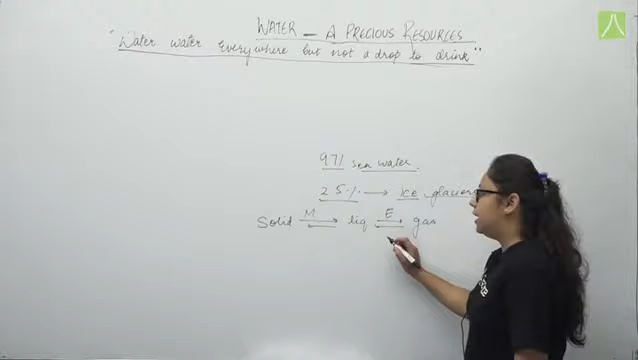 WATER – A PRECIOUS RESOURCES
"Water water everywhere but not a drop to drink"
97% sea water.
2.5% → ice glaciers
Solid M⇌ liq E⇌ gas